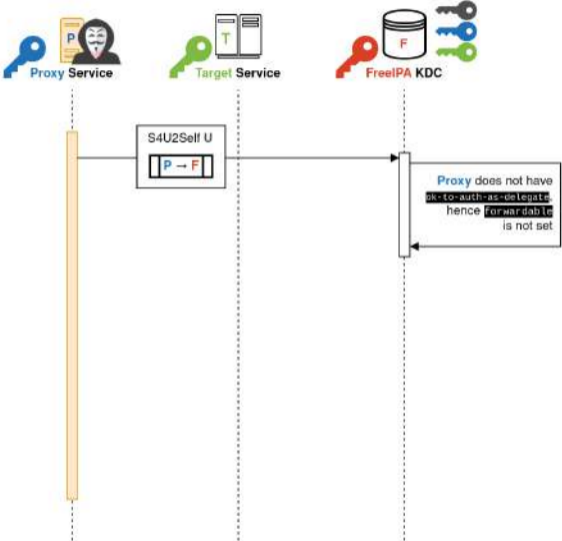 P
T
F
Proxy Service
Target Service
FreeIPA KDC
S4U2Self U
P → F
Proxy does not have
ok-to-auth-as-delegate,
hence forwardable
is not set